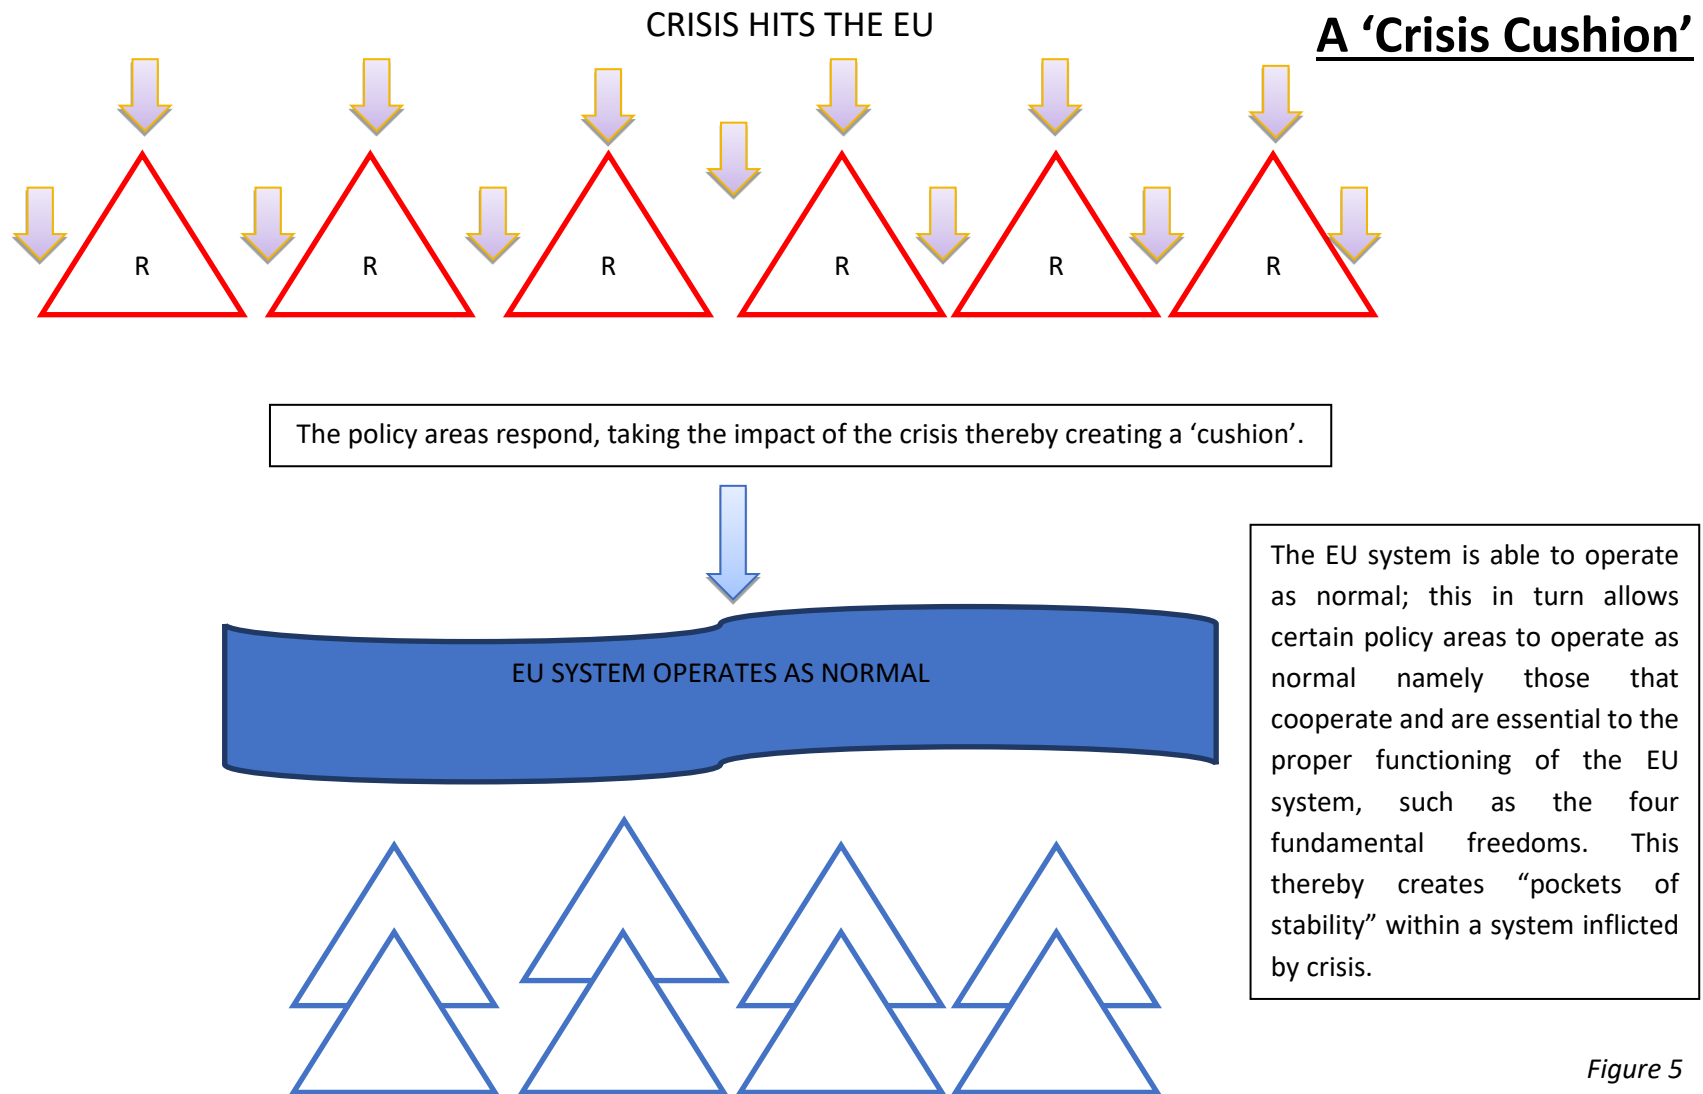 CRISIS HITS THE EU
A ‘Crisis Cushion’
R
R
R
R
R
R
The policy areas respond, taking the impact of the crisis thereby creating a ‘cushion’.
EU SYSTEM OPERATES AS NORMAL
The EU system is able to operate
as normal; this in turn allows
certain policy areas to operate as
normal namely those that
cooperate and are essential to the
proper functioning of the EU
system, such as the four
fundamental freedoms. This
thereby creates “pockets of
stability” within a system inflicted
by crisis.
Figure 5